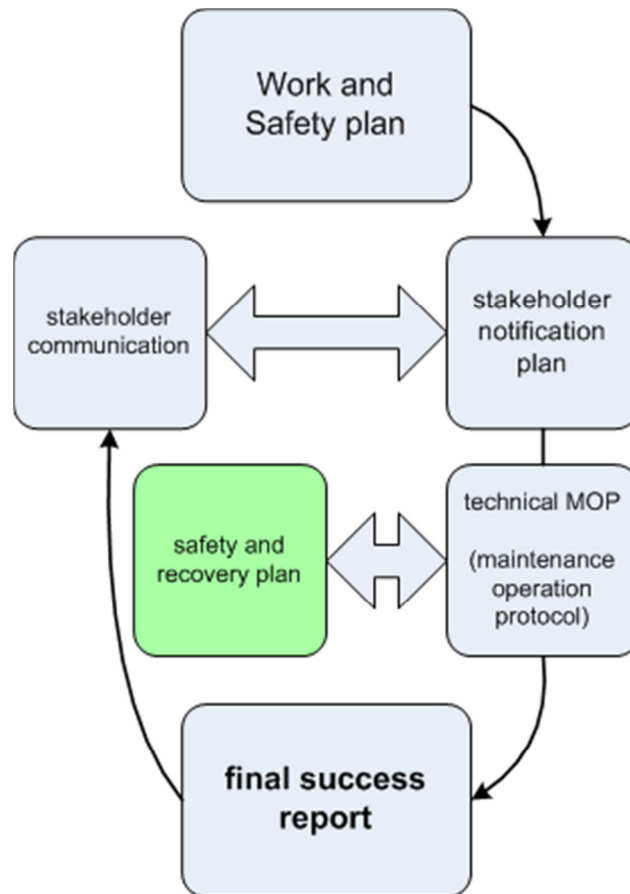 Work and
Safety plan
stakeholder
communication
stakeholder
notification
plan
safety and
recovery plan
technical MOP
(maintenance
operation
protocol)
final success
report